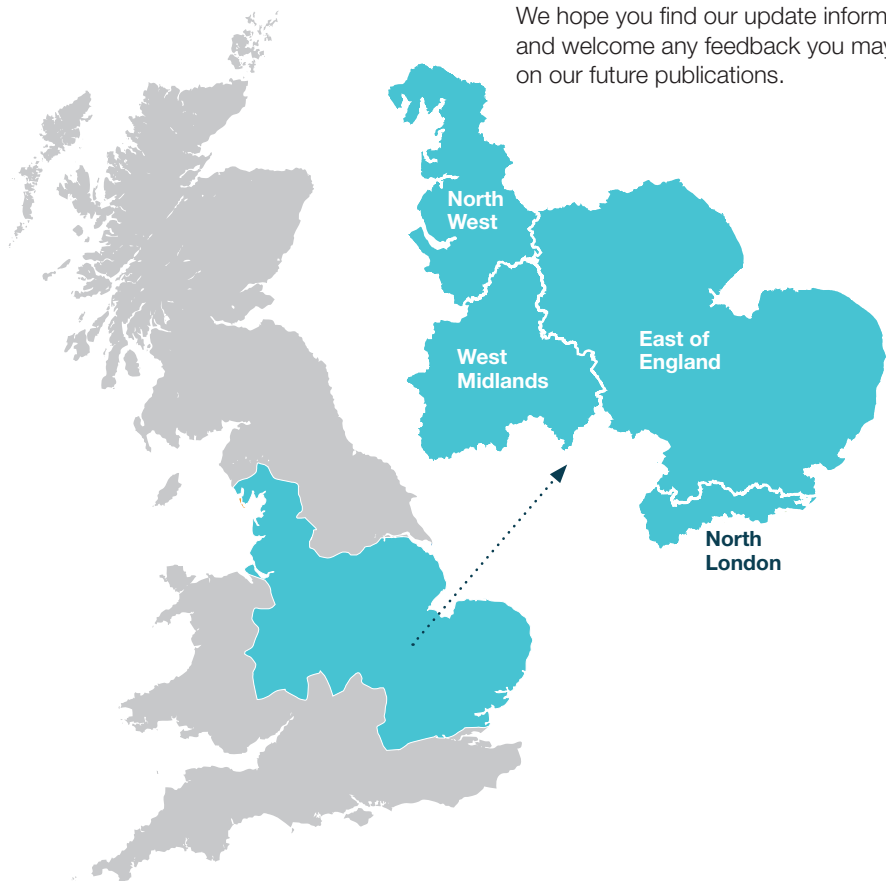 We hope you find our update inform
and welcome any feedback you may
on our future publications.
North
West
West
Midlands
East of
England
North
London